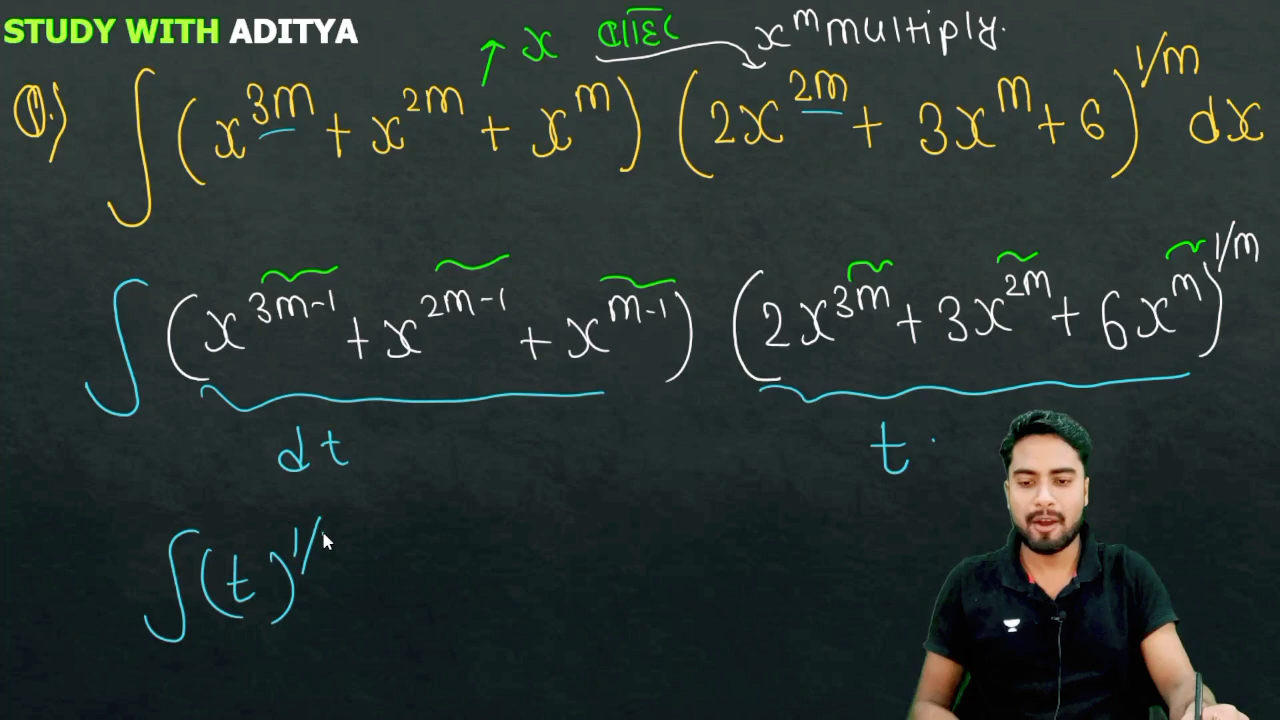 STUDY WITH ADITYA
x बाहर x^m multiply.
Q.) ∫ (x^{3m} + x^{2m} + x^m) (2x^{2m} + 3x^m + 6)^{1/m} dx
∫ (x^{3m-1} + x^{2m-1} + x^{m-1}) (2x^{3m} + 3x^{2m} + 6x^m)^{1/m}
dt t
∫ (t)^{1/